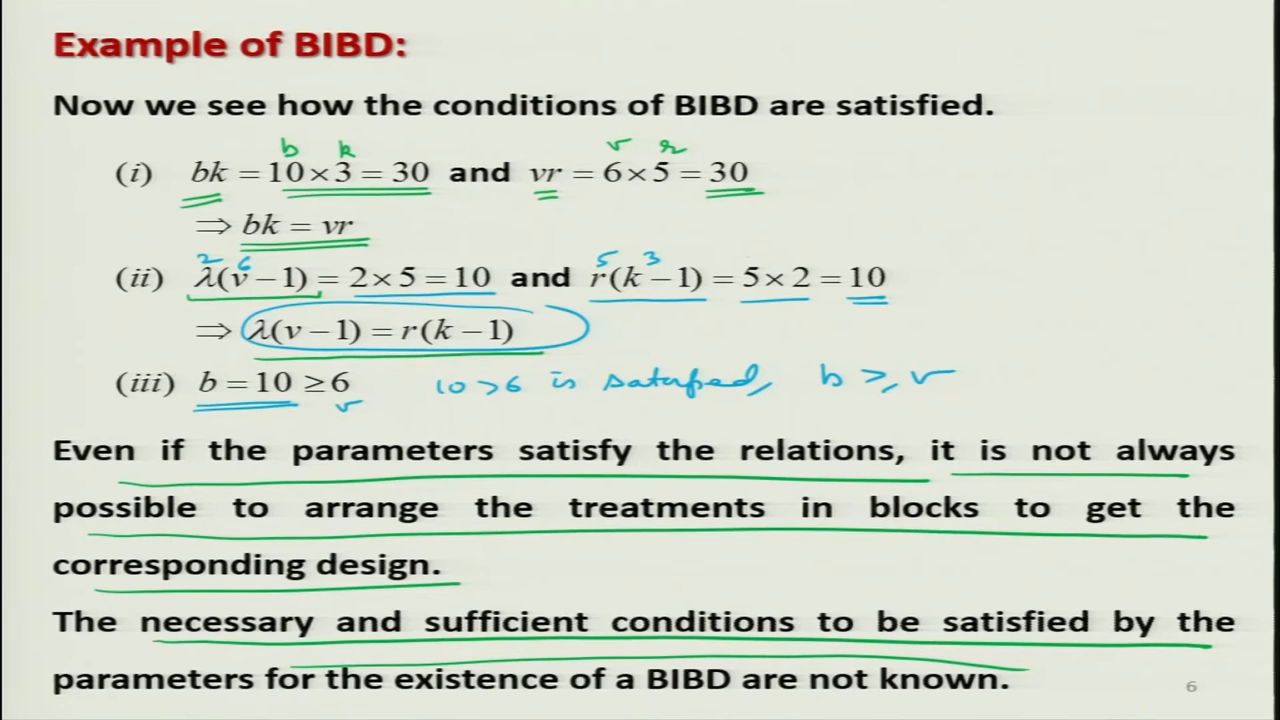 Example of BIBD:
Now we see how the conditions of BIBD are satisfied.
b k v r
(i) bk = 10 × 3 = 30 and vr = 6 × 5 = 30
⇒ bk = vr
2 6 5 3
(ii) λ(v − 1) = 2 × 5 = 10 and r(k − 1) = 5 × 2 = 10
⇒ λ(v − 1) = r(k − 1)
(iii) b = 10 ≥ 6 10 > 6 is satisfied, b ≥ v
v
Even if the parameters satisfy the relations, it is not always
possible to arrange the treatments in blocks to get the
corresponding design.
The necessary and sufficient conditions to be satisfied by the
parameters for the existence of a BIBD are not known.
6